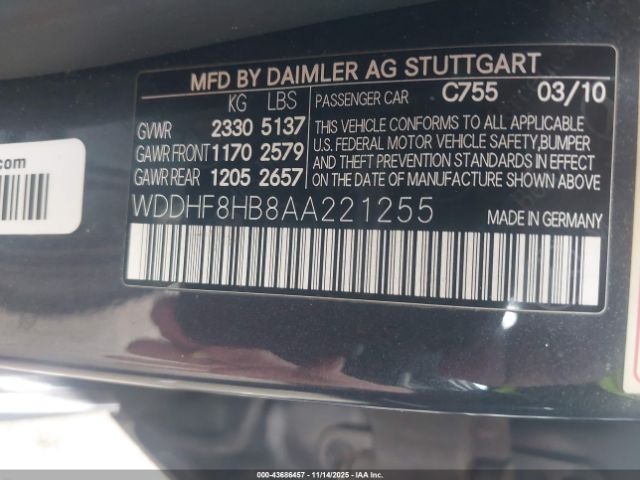 MFD BY DAIMLER AG STUTTGART
KG LBS
GVWR 2330 5137
GAWR FRONT 1170 2579
GAWR REAR 1205 2657
PASSENGER CAR C755 03/10
THIS VEHICLE CONFORMS TO ALL APPLICABLE
U.S. FEDERAL MOTOR VEHICLE SAFETY,BUMPER
AND THEFT PREVENTION STANDARDS IN EFFECT
ON THE DATE OF MANUFACTURE SHOWN ABOVE
WDDHF8HB8AA221255
MADE IN GERMANY
.com
000-43686457 - 11/14/2025 - IAAC